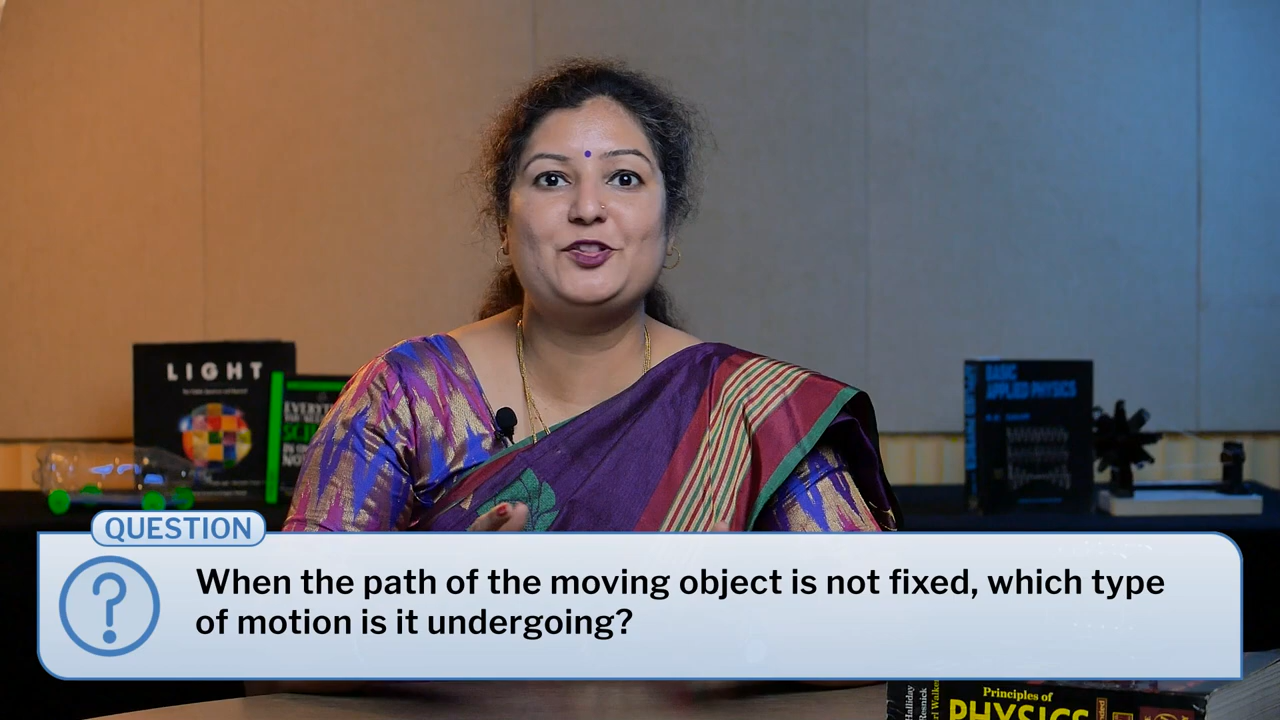 LIGHT
BASIC
APPLIED PHYSICS
QUESTION
When the path of the moving object is not fixed, which type
of motion is it undergoing?
Halliday
Resnick
Principles of
PHYSICS